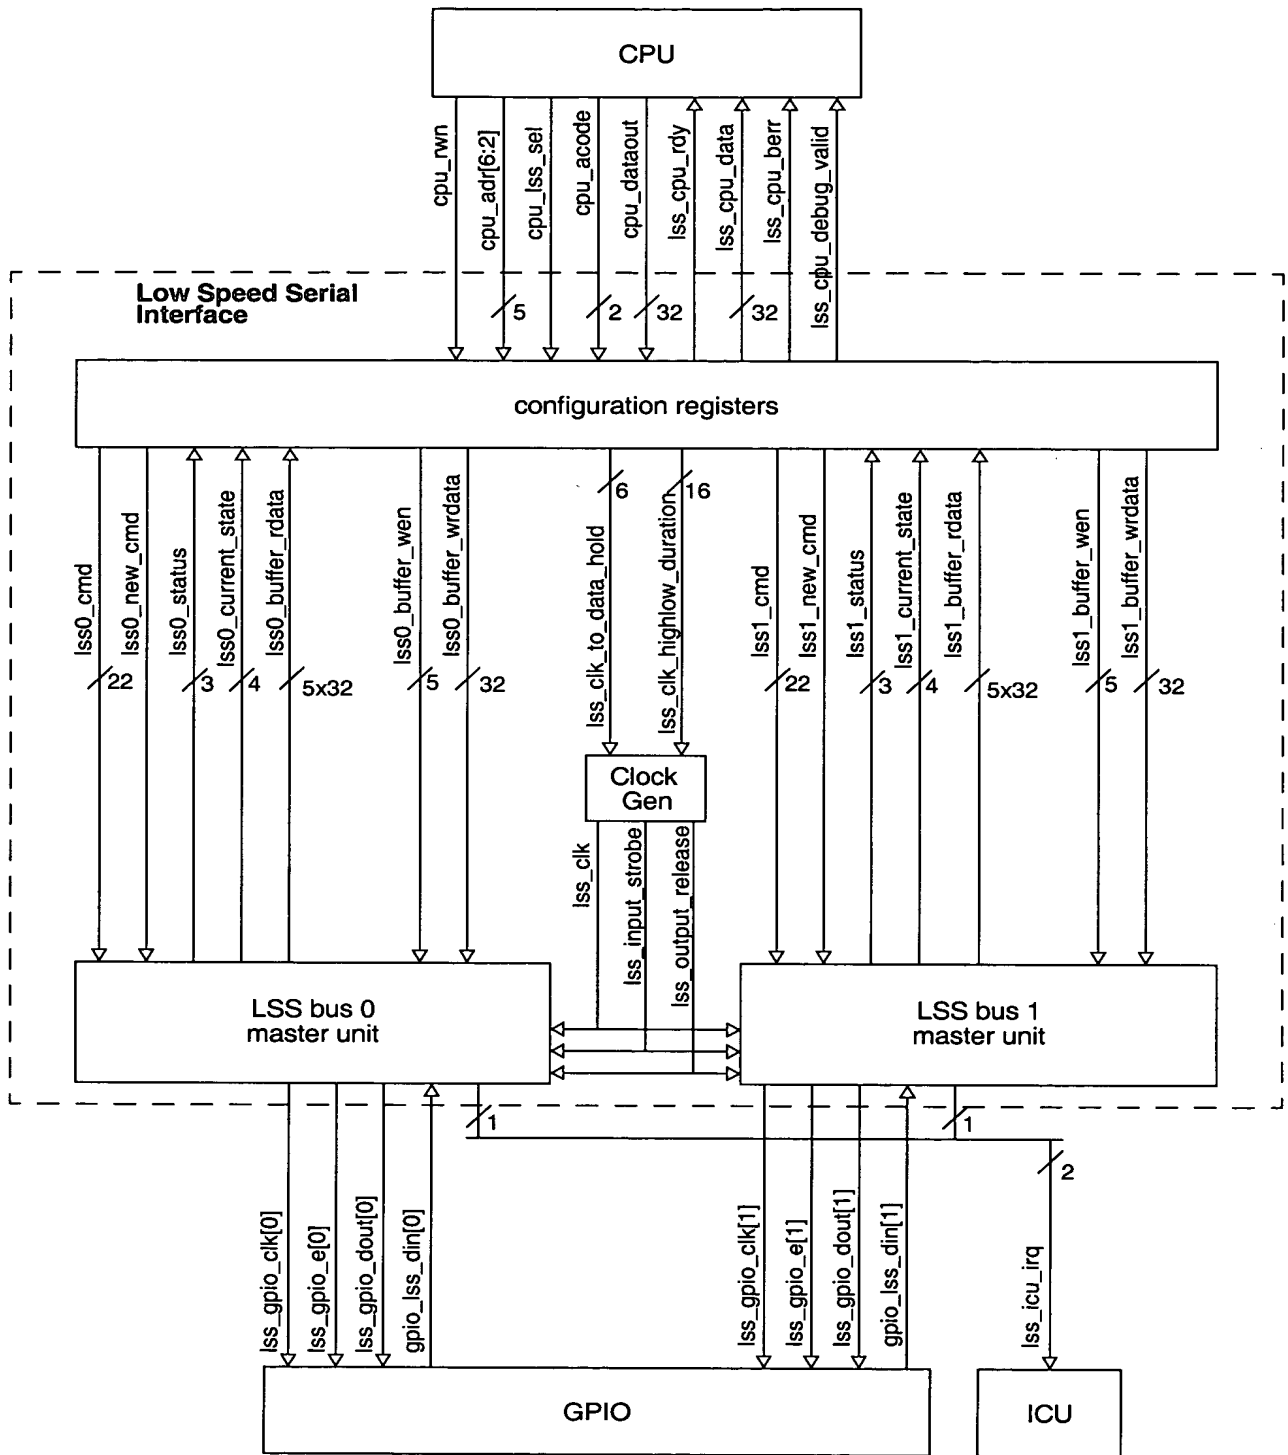 CPU
cpu_rwn
cpu_adr[6:2]
cpu_lss_sel
cpu_acode
cpu_dataout
lss_cpu_rdy
lss_cpu_data
lss_cpu_berr
lss_cpu_debug_valid
Low Speed Serial
Interface
5
2
32
32
configuration registers
lss0_cmd
lss0_new_cmd
lss0_status
lss0_current_state
lss0_buffer_rdata
lss0_buffer_wen
lss0_buffer_wrdata
6
lss_clk_to_data_hold
16
lss_clk_highlow_duration
lss1_cmd
lss1_new_cmd
lss1_status
lss1_current_state
lss1_buffer_rdata
lss1_buffer_wen
lss1_buffer_wrdata
22
3
4
5x32
5
32
22
3
4
5x32
5
32
Clock
Gen
lss_clk
lss_input_strobe
lss_output_release
LSS bus 0
master unit
LSS bus 1
master unit
1
1
2
lss_gpio_clk[0]
lss_gpio_e[0]
lss_gpio_dout[0]
gpio_lss_din[0]
lss_gpio_clk[1]
lss_gpio_e[1]
lss_gpio_dout[1]
gpio_lss_din[1]
lss_icu_irq
GPIO
ICU